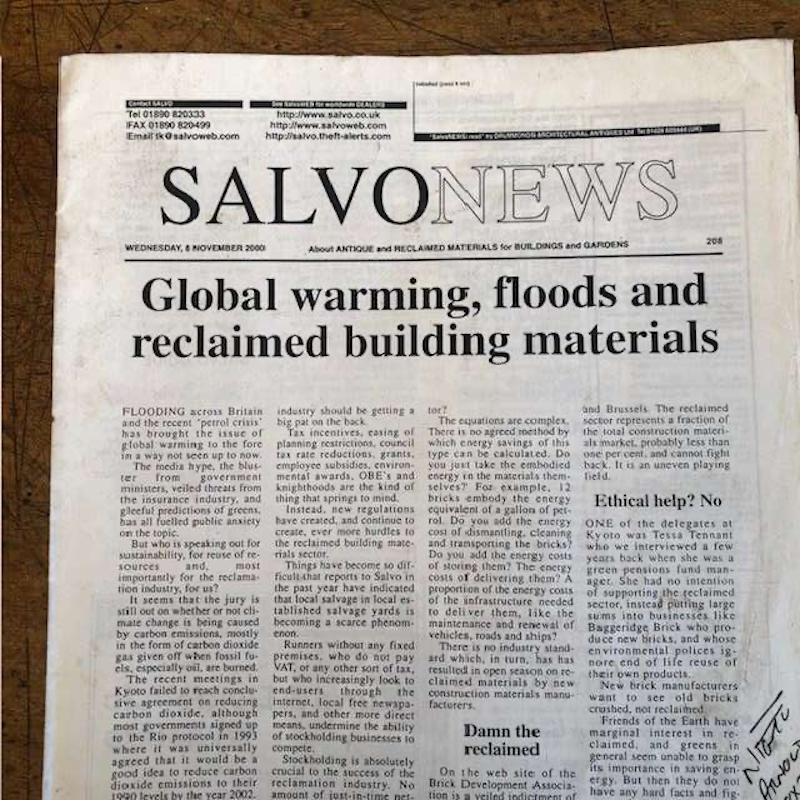 Contact SALVO
Tel 01890 820333
FAX 01890 820499
Email tk@salvoweb.com
See SalvoWEB for worldwide DEALERS
http://www.salvo.co.uk
http://www.salvoweb.com
http://salvo.theft-alerts.com
"SalvoNEWS read" by DRUMMONDS ARCHITECTURAL ANTIQUES Ltd
SALVONEWS
WEDNESDAY, 8 NOVEMBER 2000
About ANTIQUE and RECLAIMED MATERIALS for BUILDINGS and GARDENS
208
Global warming, floods and
reclaimed building materials
FLOODING across Britain
and the recent 'petrol crisis'
has brought the issue of
global warming to the fore
in a way not seen up to now.
The media hype, the blus-
ter from government
ministers, veiled threats from
the insurance industry, and
gleeful predictions of greens,
has all fuelled public anxiety
on the topic.
But who is speaking out for
sustainability, for reuse of re-
sources and, most
importantly for the reclama-
tion industry, for us?
It seems that the jury is
still out on whether or not cli-
mate change is being caused
by carbon emissions, mostly
in the form of carbon dioxide
gas given off when fossil fu-
els, especially oil, are burned.
The recent meetings in
Kyoto failed to reach conclu-
sive agreement on reducing
carbon dioxide, although
most governments signed up
to the Rio protocol in 1993
where it was universally
agreed that it would be a
good idea to reduce carbon
dioxide emissions to their
1990 levels by the year 2002.
industry should be getting a
big pat on the back.
Tax incentives, easing of
planning restrictions, council
tax rate reductions, grants,
employee subsidies, environ-
mental awards, OBE's and
knighthoods are the kind of
thing that springs to mind.
Instead, new regulations
have created, and continue to
create, ever more hurdles to
the reclaimed building mate-
rials sector.
Things have become so dif-
ficult that reports to Salvo in
the past year have indicated
that local salvage in local es-
tablished salvage yards is
becoming a scarce phenom-
enon.
Runners without any fixed
premises, who do not pay
VAT, or any other sort of tax,
but who increasingly look to
end-users through the
internet, local free newspa-
pers, and other more direct
means, undermine the ability
of stockholding businesses to
compete.
Stockholding is absolutely
crucial to the success of the
reclamation industry. No
amount of just-in-time net-
tor?
The equations are complex.
There is no agreed method by
which energy savings of this
type can be calculated. Do
you just take the embodied
energy in the materials them-
selves? For example, 12
bricks embody the energy
equivalent of a gallon of pet-
rol. Do you add the energy
cost of dismantling, cleaning
and transporting the bricks?
Do you add the energy costs
of storing them? The energy
costs of delivering them? A
proportion of the energy costs
of the infrastructure needed
to deliver them, like the
maintenance and renewal of
vehicles, roads and ships?
There is no industry stand-
ard which, in turn, has has
resulted in open season on re-
claimed materials by new
construction materials manu-
facturers.
Damn the
reclaimed
On the web site of the
Brick Development Associa-
tion is a veiled indictment of
and Brussels. The reclaimed
sector represents a fraction of
the total construction materi-
als market, probably less than
one per cent, and cannot fight
back. It is an uneven playing
field.
Ethical help? No
ONE of the delegates at
Kyoto was Tessa Tennant
who we interviewed a few
years back when she was a
green pensions fund man-
ager. She had no intention
of supporting the reclaimed
sector, instead putting large
sums into businesses like
Baggeridge Brick who pro-
duce new bricks, and whose
environmental polices ig-
nore end of life reuse of
their own products.
New brick manufacturers
want to see old bricks
crushed, not reclaimed.
Friends of the Earth have
marginal interest in re-
claimed, and greens in
general seem unable to grasp
its importance in saving en-
ergy. But then they do not
have any hard facts and fig-